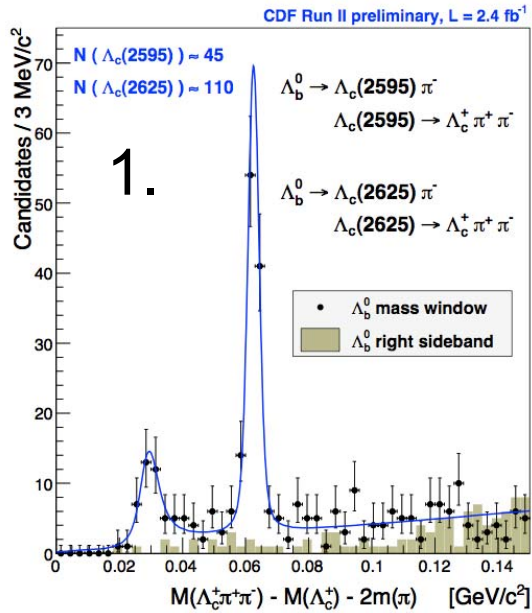 CDF Run II preliminary, L = 2.4 fb⁻¹
Candidates / 3 MeV/c²
N ( Λc(2595) ) ≈ 45
N ( Λc(2625) ) ≈ 110
1.
Λb⁰ → Λc(2595) π⁻
Λc(2595) → Λc⁺ π⁺ π⁻
Λb⁰ → Λc(2625) π⁻
Λc(2625) → Λc⁺ π⁺ π⁻
Λb⁰ mass window
Λb⁰ right sideband
70
60
50
40
30
20
10
0
0.00 0.02 0.04 0.06 0.08 0.10 0.12 0.14
M(Λc⁺π⁺π⁻) - M(Λc⁺) - 2m(π) [GeV/c²]